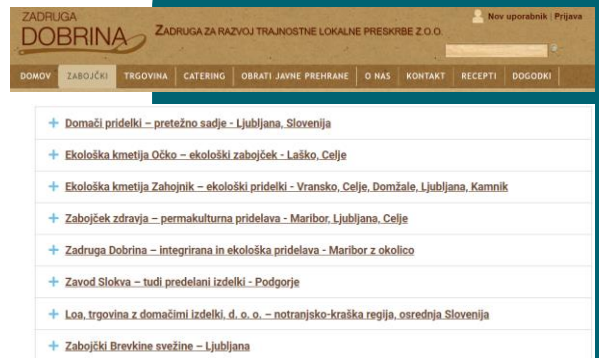 ZADRUGA
DOBRINA
ZADRUGA ZA RAZVOJ TRAJNOSTNE LOKALNE PRESKRBE Z.O.O.
Nov uporabnik | Prijava
DOMOV | ZABOJČKI | TRGOVINA | CATERING | OBRATI JAVNE PREHRANE | O NAS | KONTAKT | RECEPTI | DOGODKI
+ Domači pridelki – pretežno sadje - Ljubljana, Slovenija
+ Ekološka kmetija Očko – ekološki zabojček - Laško, Celje
+ Ekološka kmetija Zahojnik – ekološki pridelki - Vransko, Celje, Domžale, Ljubljana, Kamnik
+ Zabojček zdravja – permakulturna pridelava - Maribor, Ljubljana, Celje
+ Zadruga Dobrina – integrirana in ekološka pridelava - Maribor z okolico
+ Zavod Slokva – tudi predelani izdelki - Podgorje
+ Loa, trgovina z domačimi izdelki, d. o. o. – notranjsko-kraška regija, osrednja Slovenija
+ Zabojčki Brevkine svežine – Ljubljana